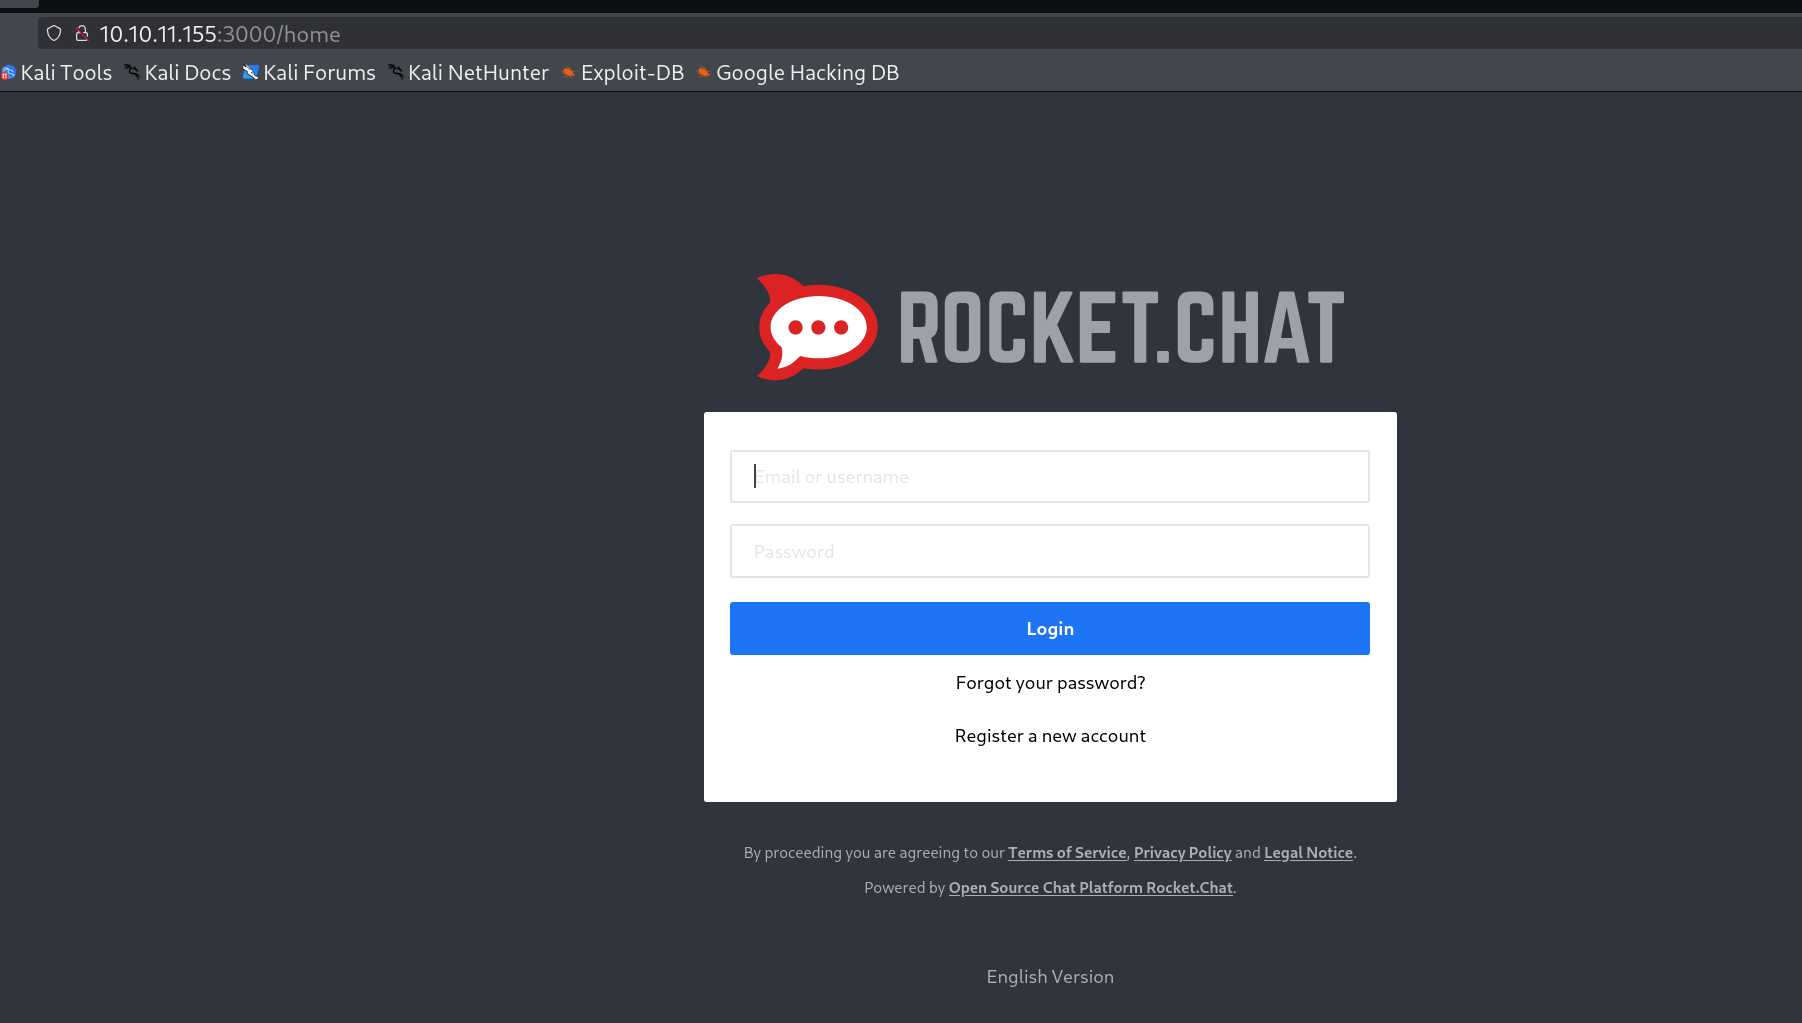 10.10.11.155:3000/home
Kali Tools Kali Docs Kali Forums Kali NetHunter Exploit-DB Google Hacking DB
ROCKET.CHAT
Email or username
Password
Login
Forgot your password?
Register a new account
By proceeding you are agreeing to our Terms of Service, Privacy Policy and Legal Notice.
Powered by Open Source Chat Platform Rocket.Chat.
English Version